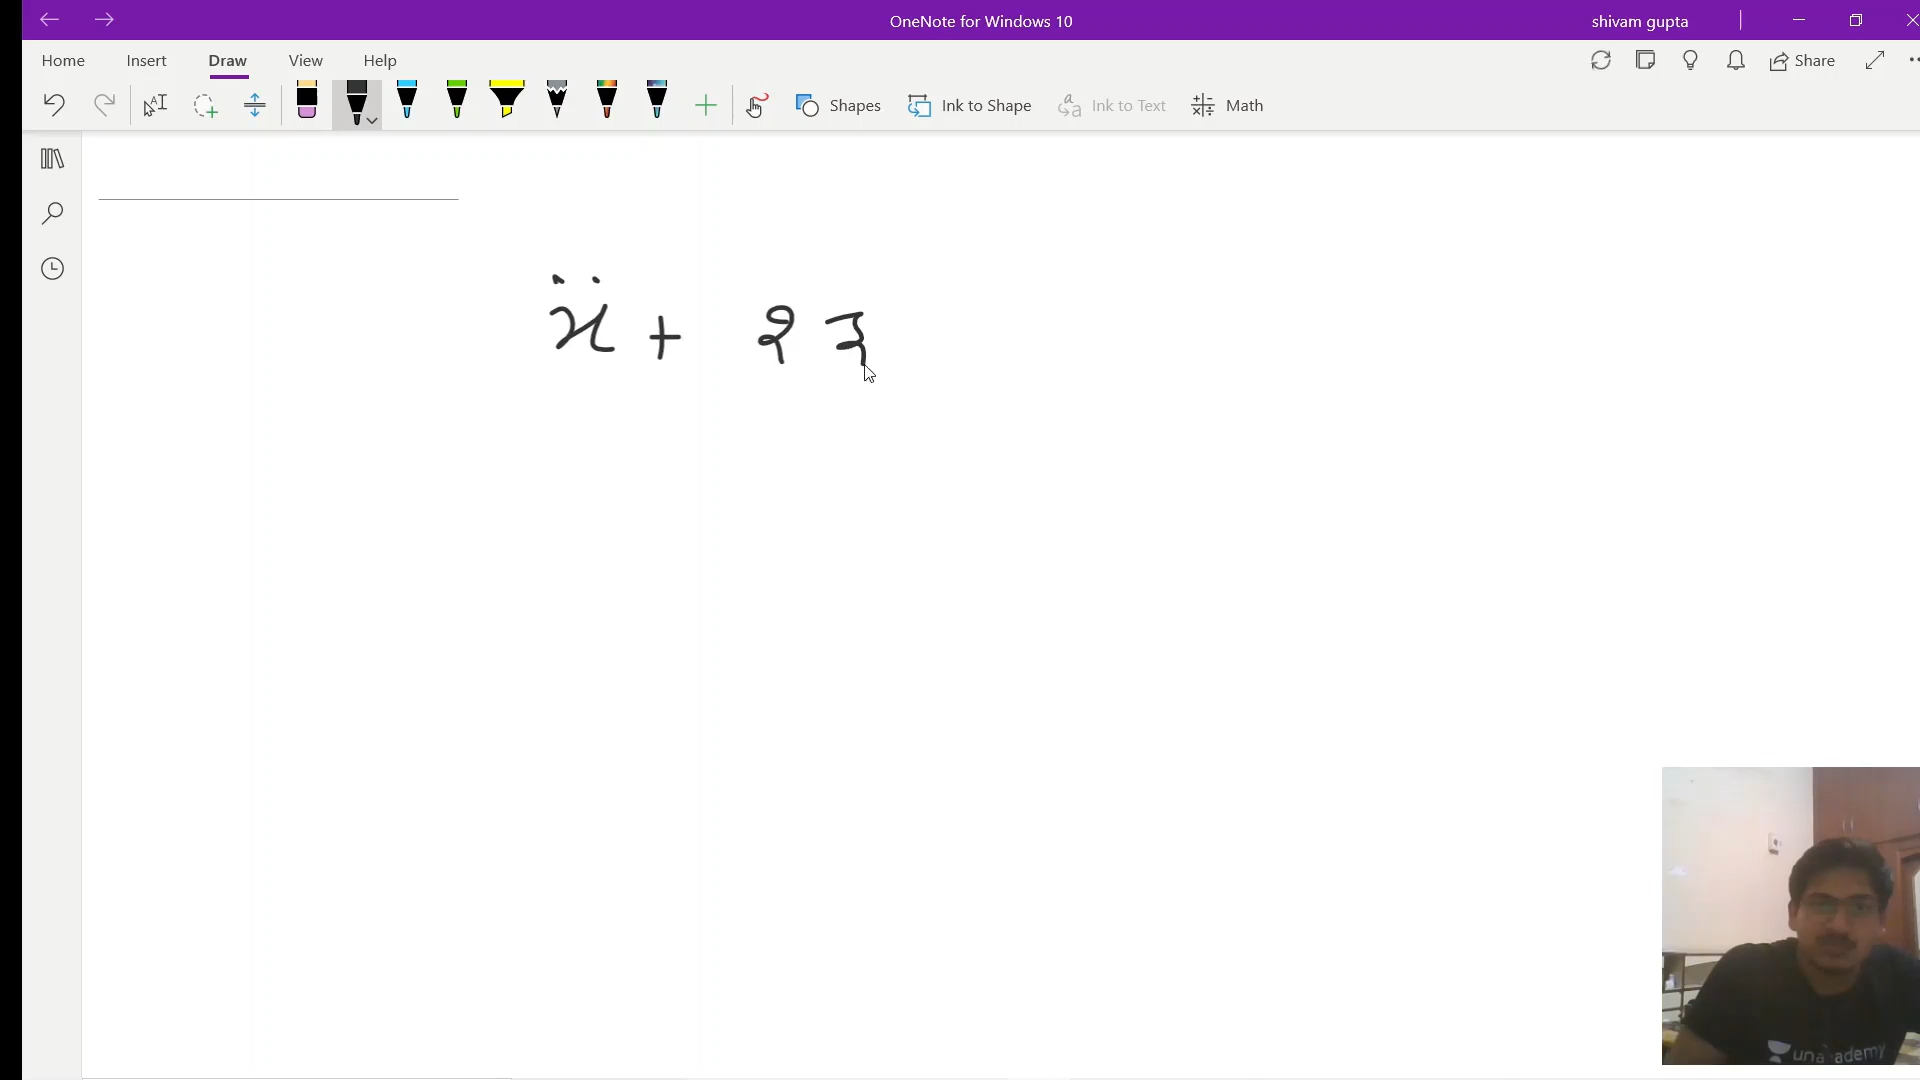 OneNote for Windows 10
shivam gupta
Home Insert Draw View Help
Share
Shapes Ink to Shape Ink to Text Math
ẍ + 2 ξ
unacademy